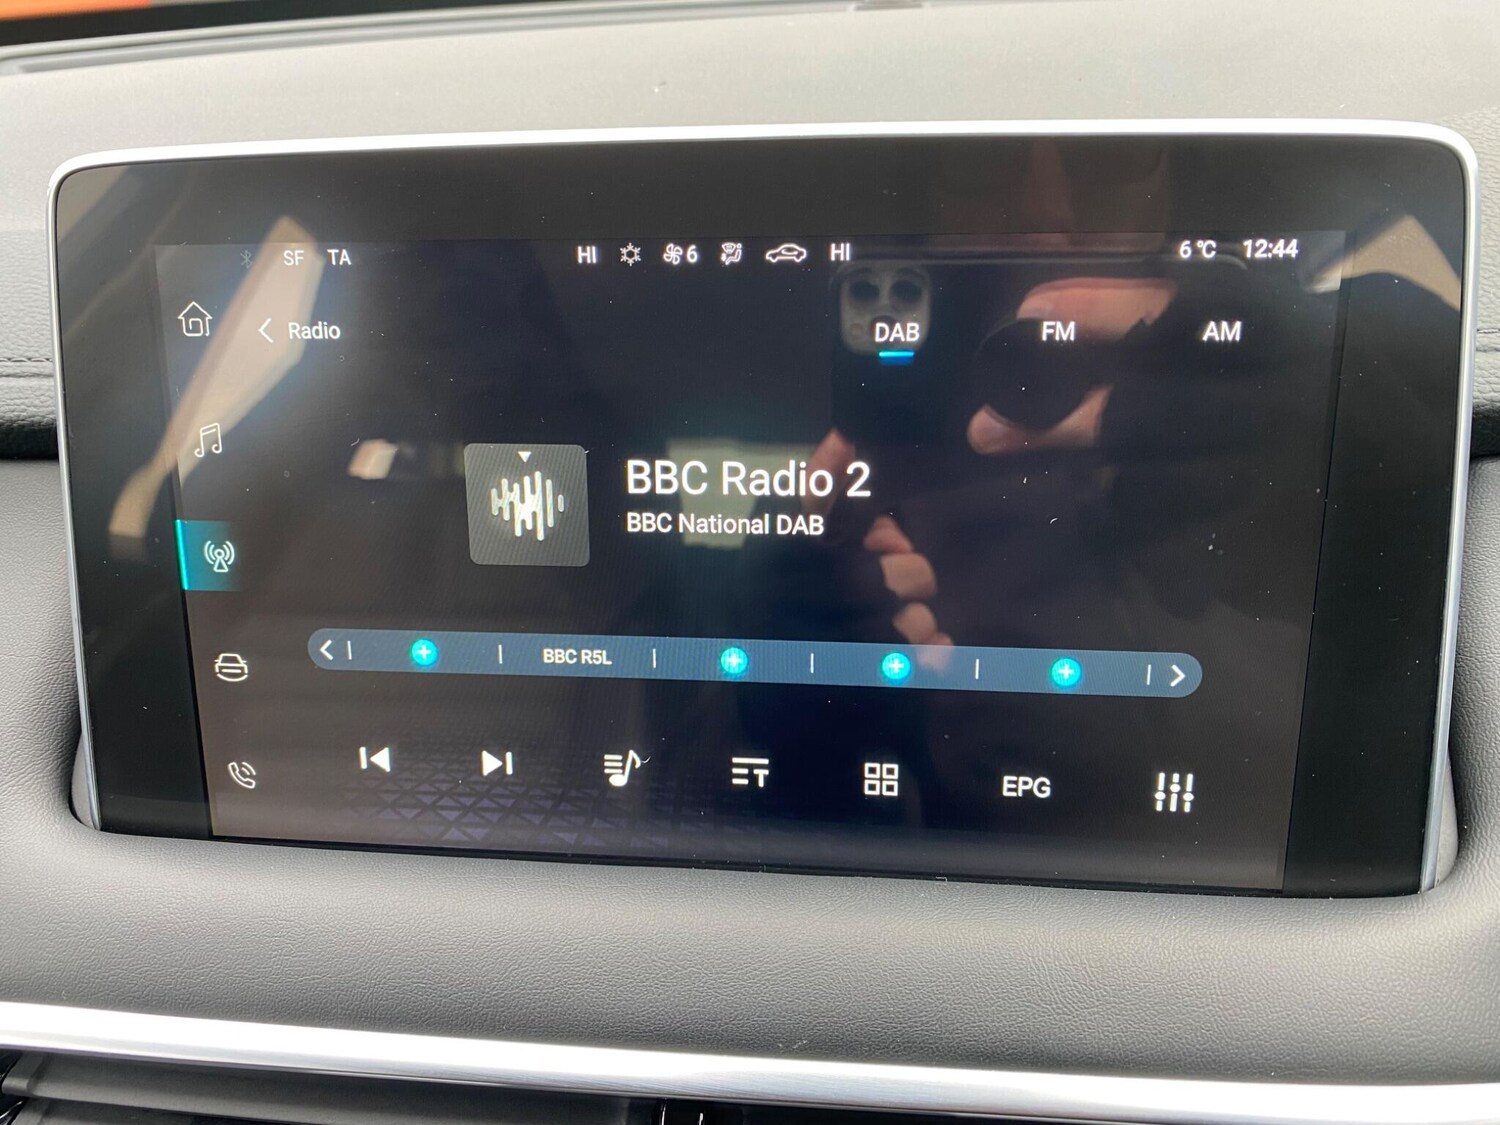 SF TA HI 6 HI 6°C 12:44
Radio DAB FM AM
BBC Radio 2
BBC National DAB
BBC R5L
EPG